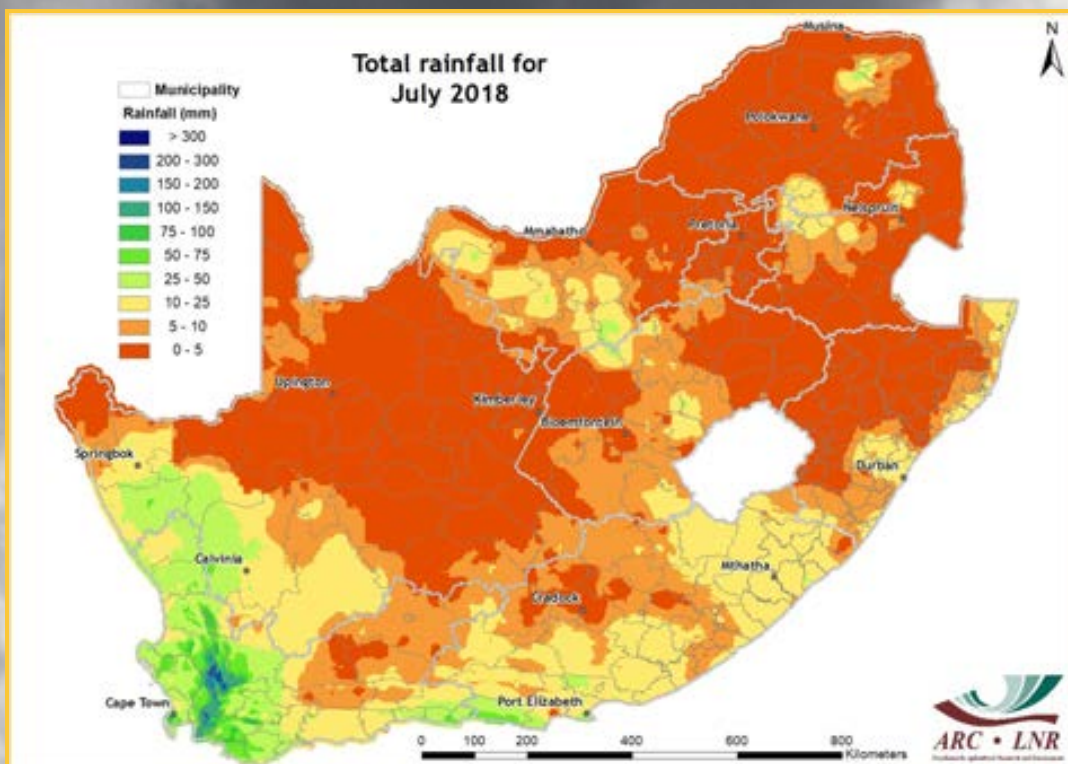 Total rainfall for
July 2018
N
Municipality
Rainfall (mm)
> 300
200 - 300
150 - 200
100 - 150
75 - 100
50 - 75
25 - 50
10 - 25
5 - 10
0 - 5
Musina
Polokwane
Nelspruit
Pretoria
Mmabatho
Upington
Kimberley
Bloemfontein
Springbok
Durban
Calvinia
Mthatha
Cradock
Cape Town
Port Elizabeth
0 100 200 400 600 800
Kilometers
ARC • LNR